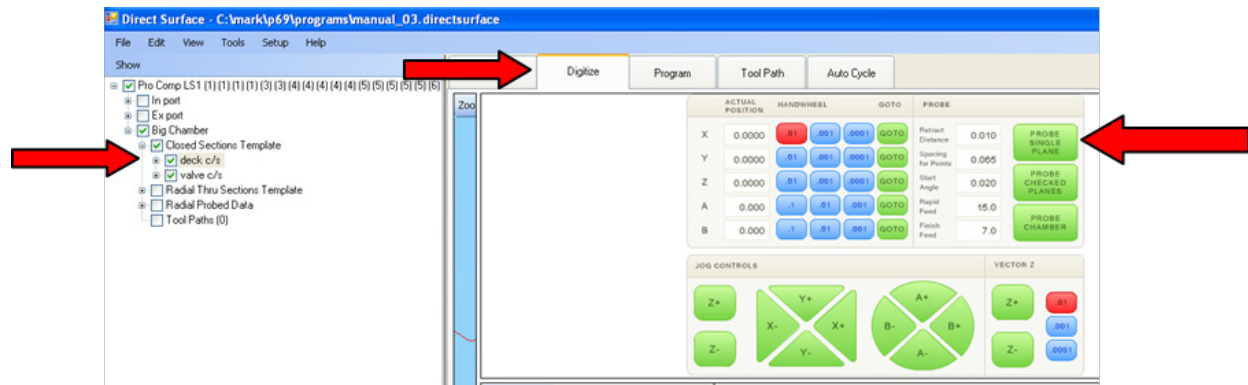 Direct Surface - C:\mark\p69\programs\manual_03.directsurface
File Edit View Tools Setup Help
Show
Pro Comp LS1 (1)(1)(1)(1)(3)(3)(4)(4)(4)(4)(4)(5)(5)(5)(5)(5)(6)
In port
Ex port
Big Chamber
Closed Sections Template
deck c/s
valve c/s
Radial Thru Sections Template
Radial Probed Data
Tool Paths (0)
Digitize Program Tool Path Auto Cycle
Zoo
ACTUAL POSITION HANDWHEEL GOTO PROBE
X 0.0000 .01 .001 .0001 GOTO
Y 0.0000 .01 .001 .0001 GOTO
Z 0.0000 .01 .001 .0001 GOTO
A 0.000 .1 .01 .001 GOTO
B 0.000 .1 .01 .001 GOTO
Retract Distance 0.010
Spacing for Points 0.065
Start Angle 0.020
Rapid Feed 15.0
Finish Feed 7.0
PROBE SINGLE PLANE
PROBE CHECKED PLANES
PROBE CHAMBER
JOG CONTROLS
Z+
Z-
Y+
X- X+
Y-
A+
B- B+
A-
VECTOR Z
Z+
Z-
.01
.001
.0001